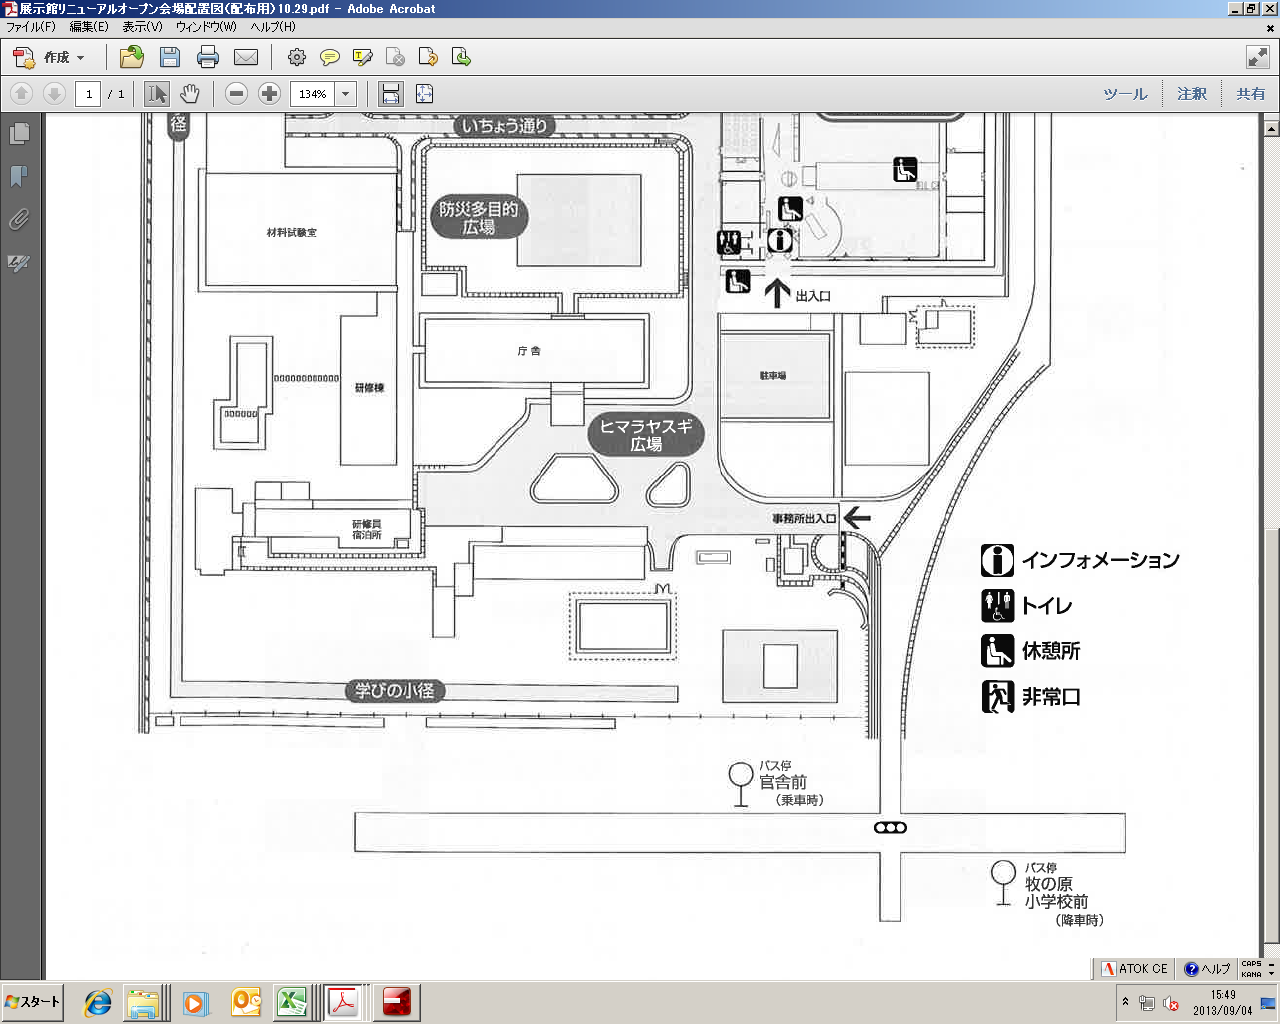 展示館リニューアルオープン会場配置図(配布用)10.29.pdf - Adobe Acrobat
ファイル(F) 編集(E) 表示(V) ウィンドウ(W) ヘルプ(H)
作成
1 / 1 134% ツール 注釈 共有
径
いちょう通り
防災多目的
広場
材料試験室
出入口
庁舎
駐車場
研修棟
ヒマラヤスギ
広場
研修員
宿泊所
事務所出入口
インフォメーション
トイレ
休憩所
非常口
学びの小径
バス停
官舎前
(乗車時)
バス停
牧の原
小学校前
(降車時)
ATOK CE ヘルプ CAPS
KANA
スタート
15:49
2013/09/04